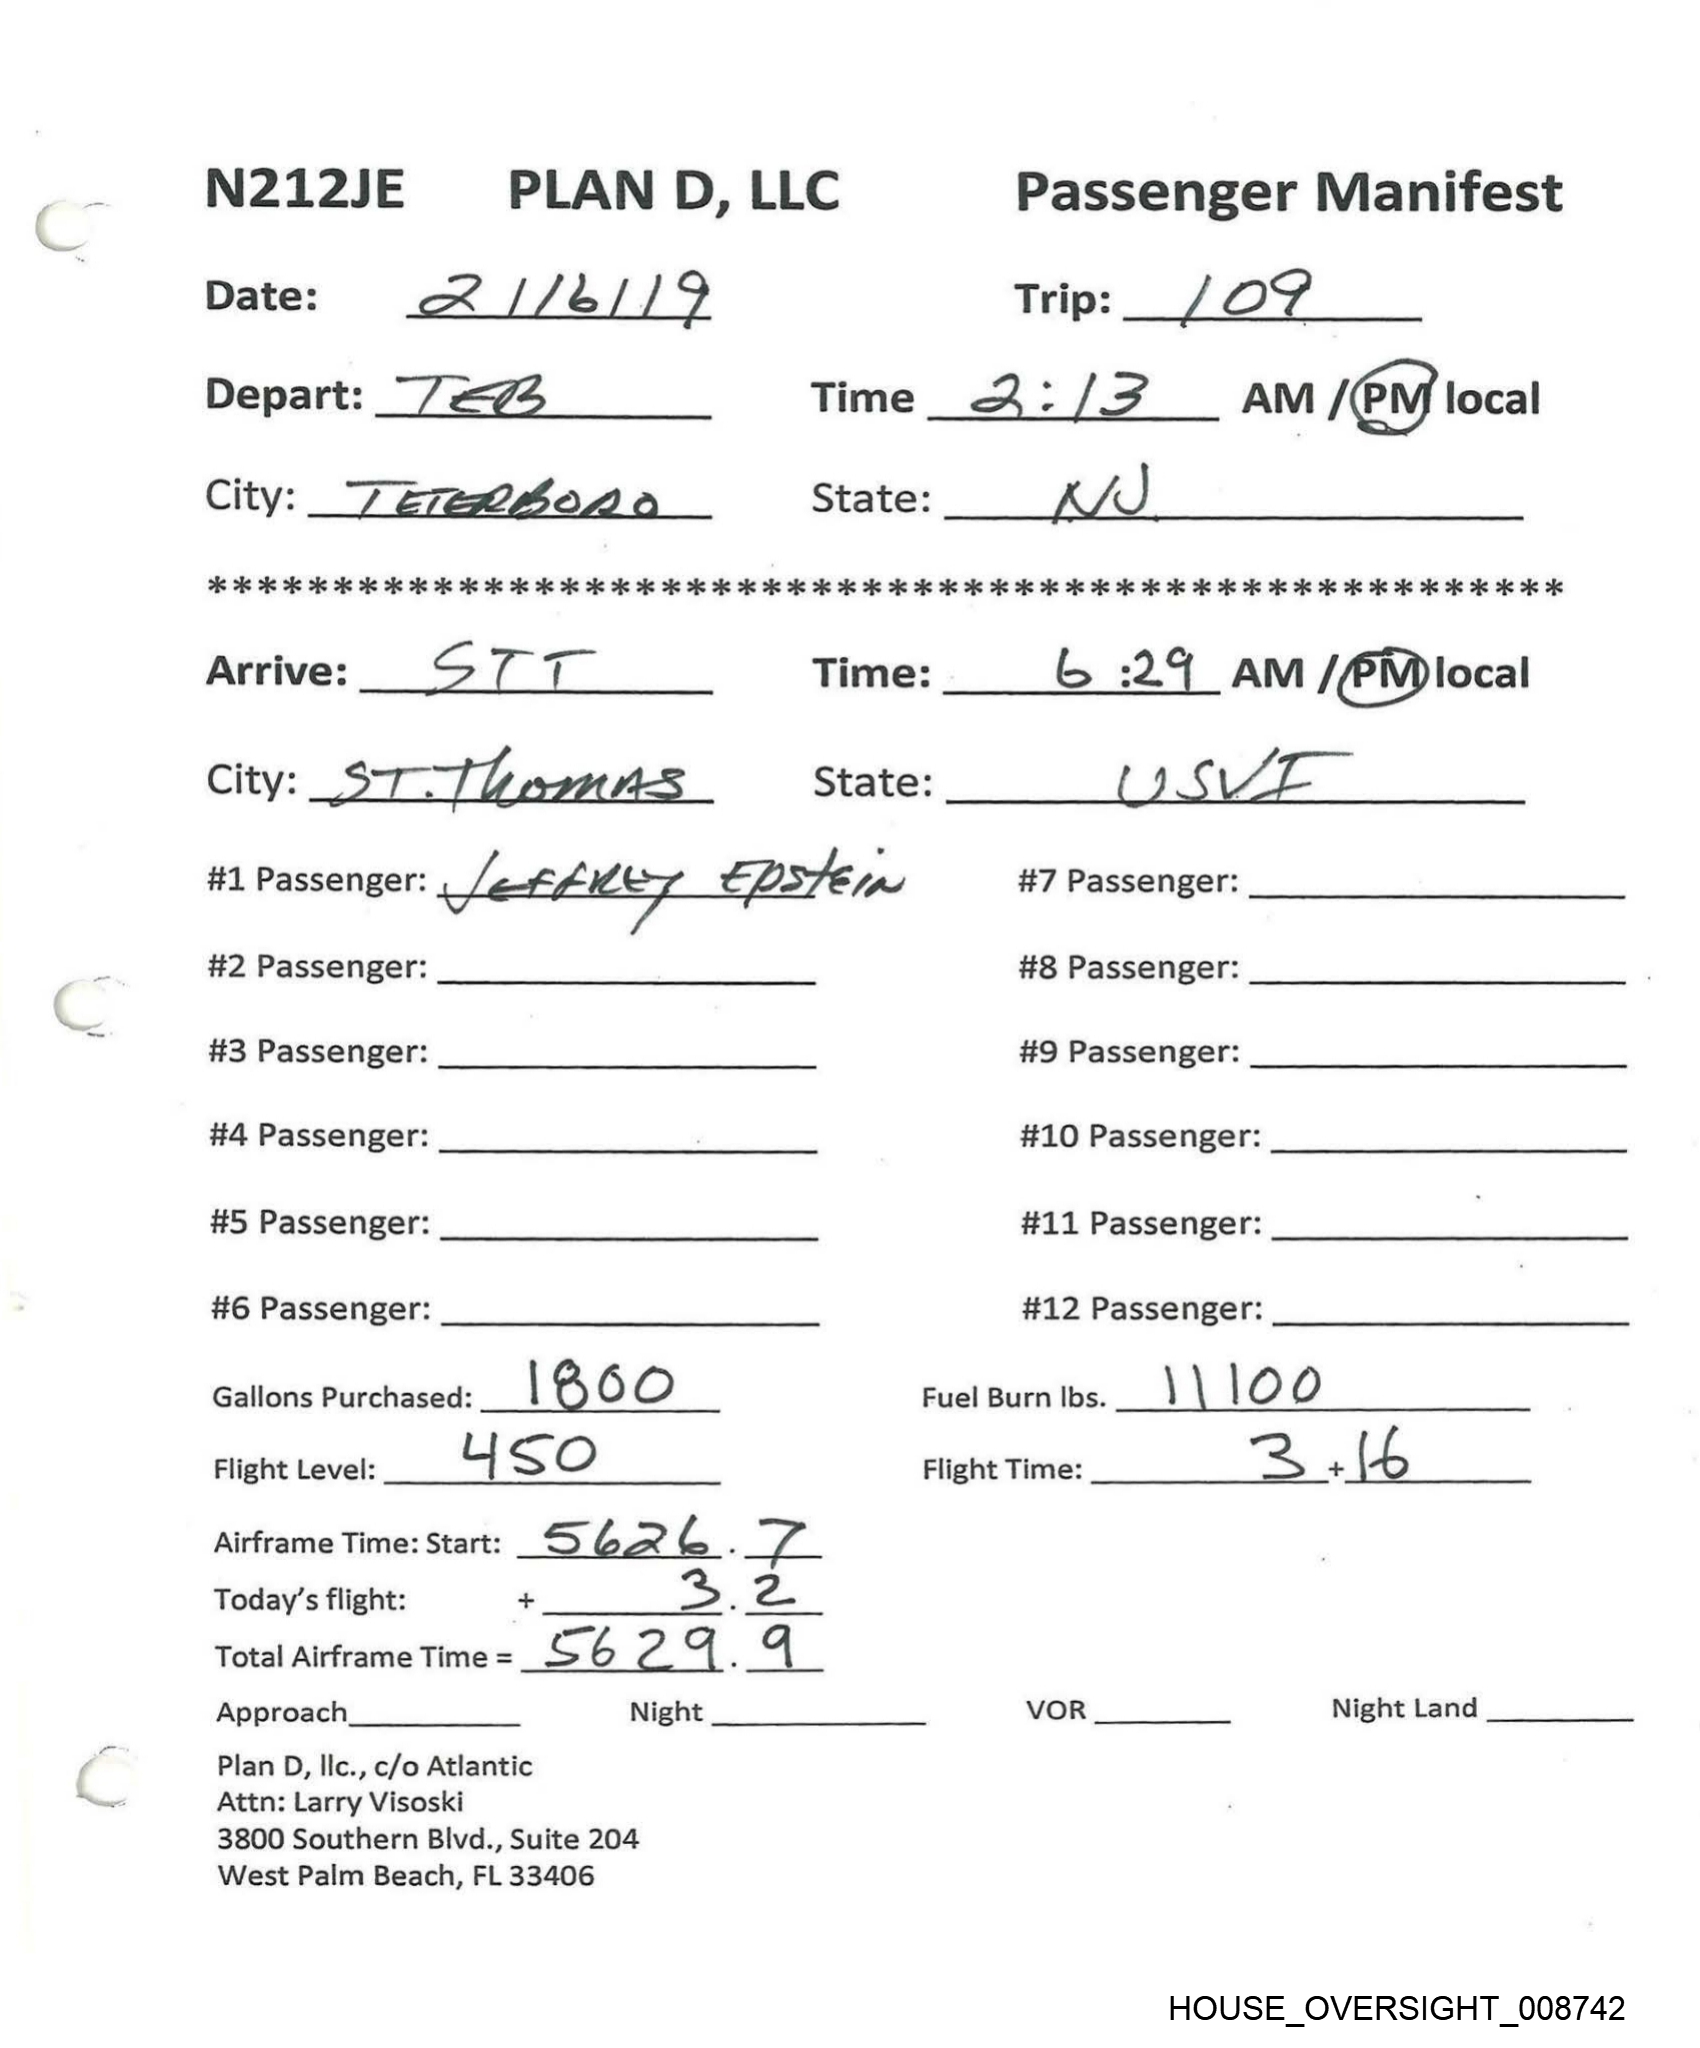 N212JE PLAN D, LLC Passenger Manifest
Date: 2/16/19 Trip: 109
Depart: TEB Time 2:13 AM / PM local
City: TETERBORO State: NJ
******************************************************
Arrive: STT Time: 6:29 AM / PM local
City: ST. Thomas State: USVI
#1 Passenger: Jeffrey Epstein #7 Passenger:
#2 Passenger: #8 Passenger:
#3 Passenger: #9 Passenger:
#4 Passenger: #10 Passenger:
#5 Passenger: #11 Passenger:
#6 Passenger: #12 Passenger:
Gallons Purchased: 1800 Fuel Burn lbs. 11100
Flight Level: 450 Flight Time: 3 + 16
Airframe Time: Start: 5626.7
Today's flight: + 3.2
Total Airframe Time = 5629.9
Approach Night VOR Night Land
Plan D, llc., c/o Atlantic
Attn: Larry Visoski
3800 Southern Blvd., Suite 204
West Palm Beach, FL 33406
HOUSE_OVERSIGHT_008742